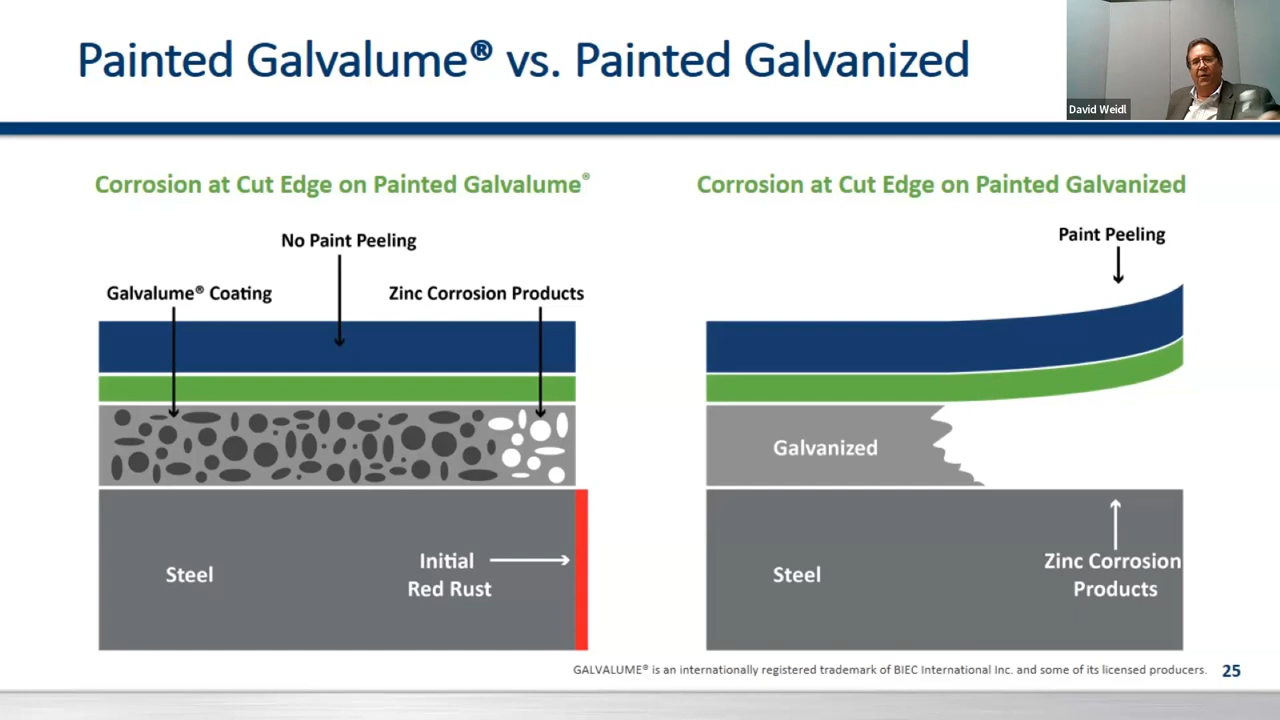 Painted Galvalume® vs. Painted Galvanized
David Weidl
Corrosion at Cut Edge on Painted Galvalume®
No Paint Peeling
Galvalume® Coating
Zinc Corrosion Products
Steel
Initial
Red Rust
Corrosion at Cut Edge on Painted Galvanized
Paint Peeling
Galvanized
Steel
Zinc Corrosion
Products
GALVALUME® is an internationally registered trademark of BIEC International Inc. and some of its licensed producers.
25